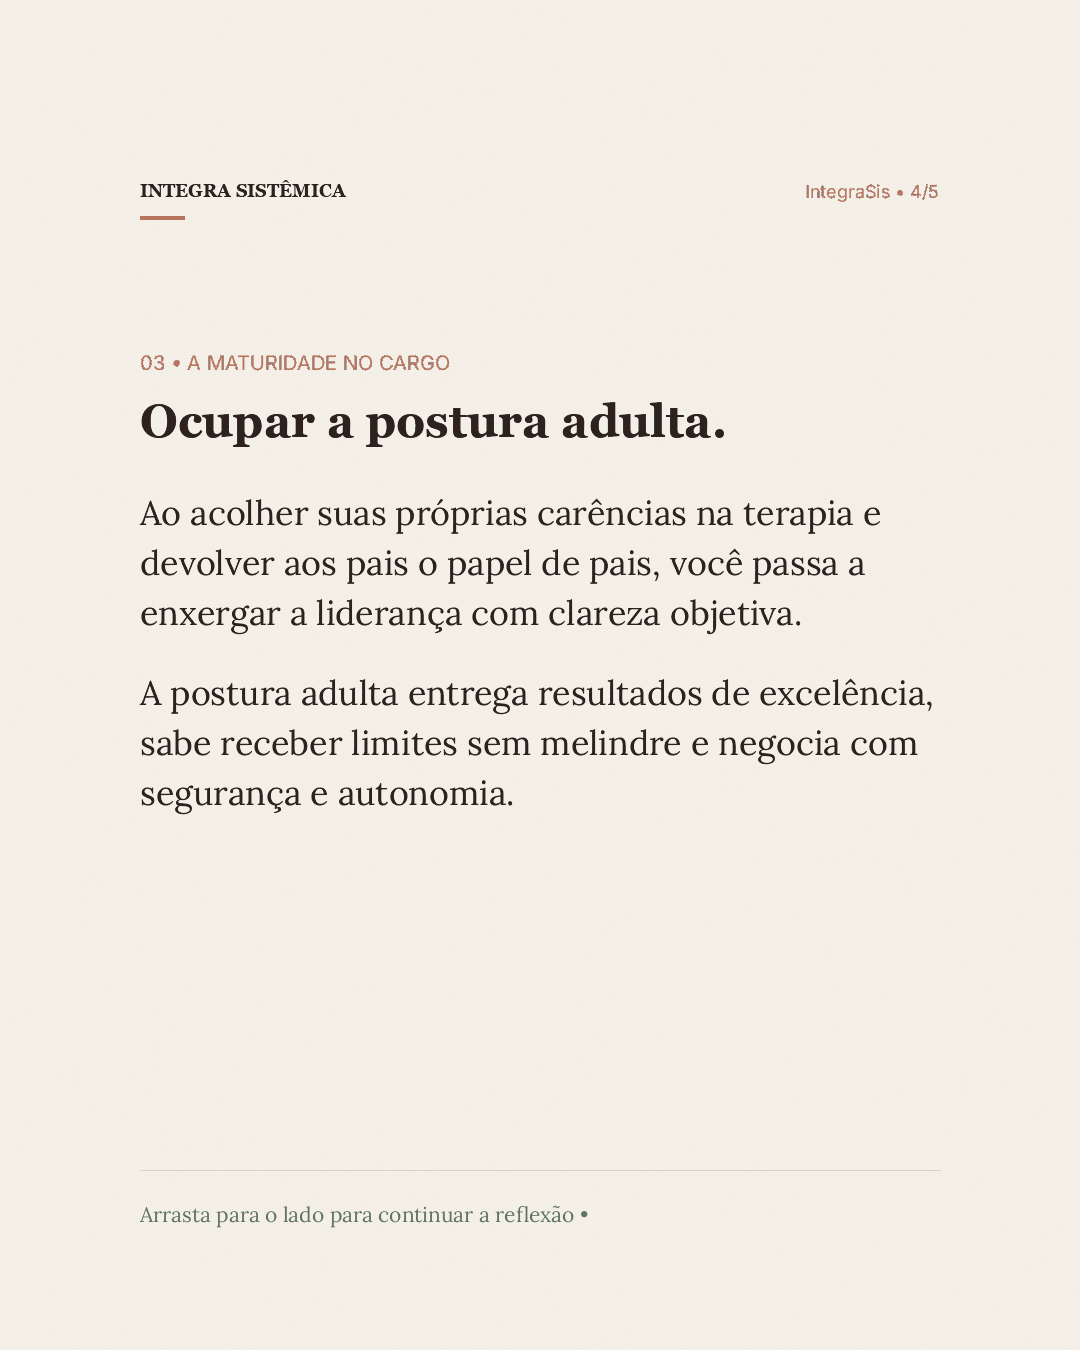 INTEGRA SISTÊMICA
IntegraSis • 4/5
03 • A MATURIDADE NO CARGO
Ocupar a postura adulta.
Ao acolher suas próprias carências na terapia e
devolver aos pais o papel de pais, você passa a
enxergar a liderança com clareza objetiva.
A postura adulta entrega resultados de excelência,
sabe receber limites sem melindre e negocia com
segurança e autonomia.
Arrasta para o lado para continuar a reflexão •